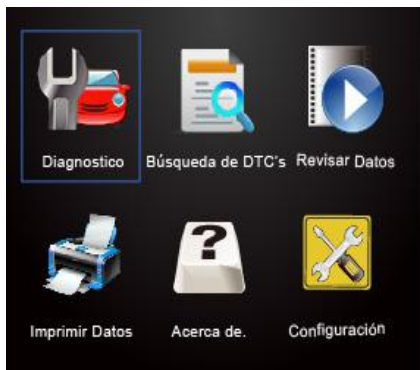 Diagnostico
Búsqueda de DTC's
Revisar Datos
?
Imprimir Datos
Acerca de.
Configuración